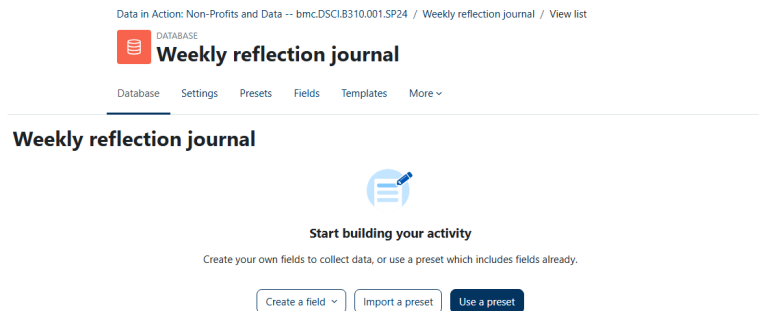 Data in Action: Non-Profits and Data -- bmc.DSCI.B310.001.SP24 / Weekly reflection journal / View list
DATABASE
Weekly reflection journal
Database Settings Presets Fields Templates More
Weekly reflection journal
Start building your activity
Create your own fields to collect data, or use a preset which includes fields already.
Create a field Import a preset Use a preset